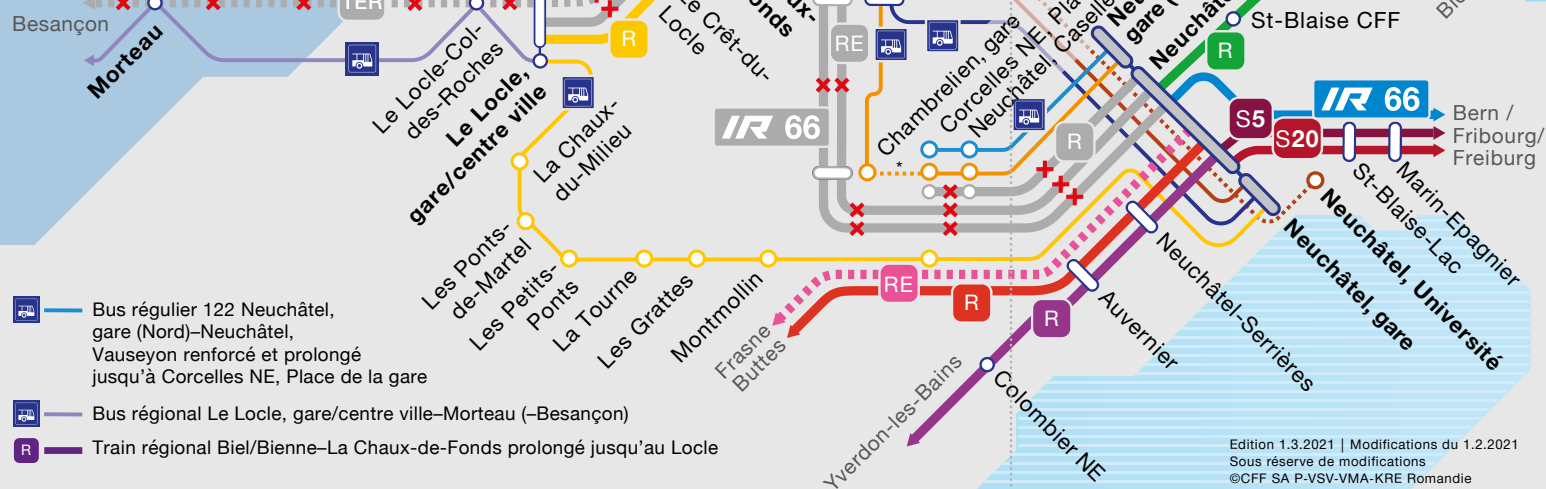 Besançon
Morteau
TER
Le Locle-Col-
des-Roches
Le Locle,
gare/centre ville
R
Le Crêt-du-
Locle
La Chaux-
du-Milieu
Les Ponts-
de-Martel
Les Petits-
Ponts
La Tourne
Les Grattes
Montmollin
RE
IR 66
Chambrelien, gare
*
Corcelles NE
Neuchâtel,
R
St-Blaise CFF
R
S5
S20
IR 66
Bern /
Fribourg/
Freiburg
St-Blaise-Lac
Marin-Epagnier
Neuchâtel, Université
Neuchâtel, gare
Neuchâtel-Serrières
Auvernier
Colombier NE
RE
R
R
Frasne
Buttes
Yverdon-les-Bains
Bus régulier 122 Neuchâtel,
gare (Nord)–Neuchâtel,
Vauseyon renforcé et prolongé
jusqu'à Corcelles NE, Place de la gare
Bus régional Le Locle, gare/centre ville–Morteau (–Besançon)
R Train régional Biel/Bienne–La Chaux-de-Fonds prolongé jusqu'au Locle
Edition 1.3.2021 | Modifications du 1.2.2021
Sous réserve de modifications
©CFF SA P-VSV-VMA-KRE Romandie